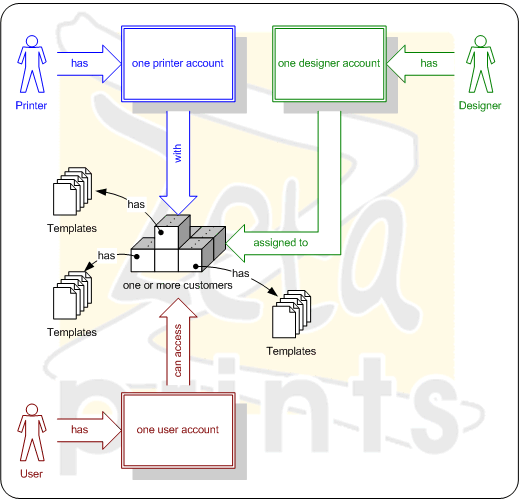 has
one printer account
one designer account
has
Printer
Designer
with
has
Templates
assigned to
has
has
one or more customers
Templates
Templates
can access
has
one user account
User
Zeta
prints